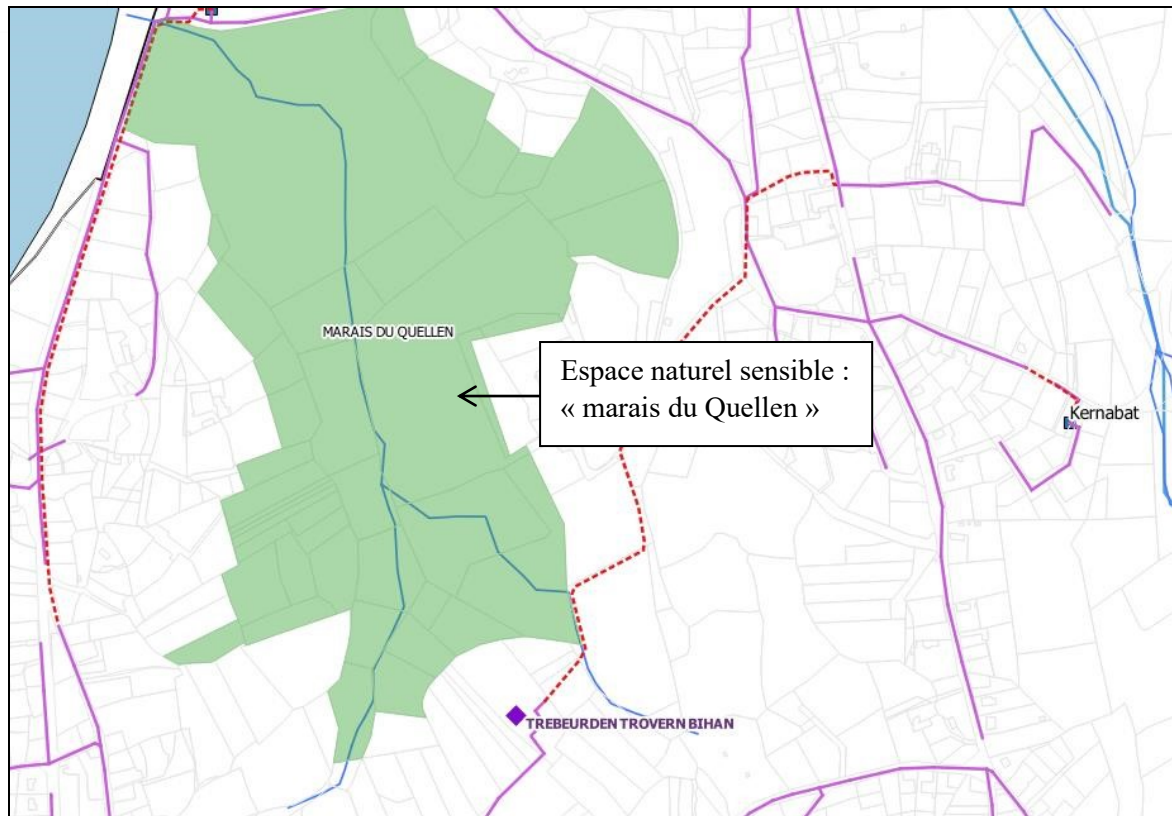 MARAIS DU QUELLEN
Espace naturel sensible :
« marais du Quellen »
Kernabat
TREBEURDEN TROVERN BIHAN